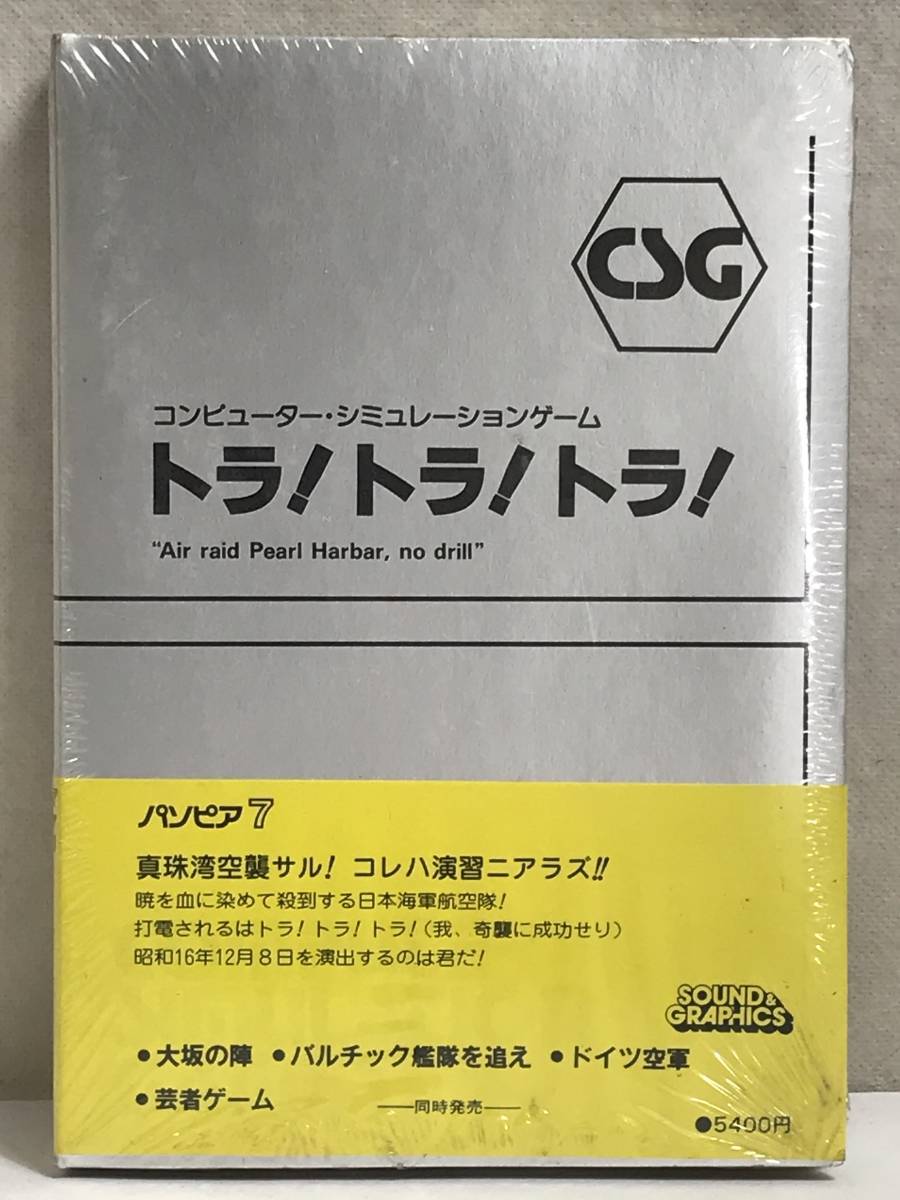 CSG
コンピューター・シミュレーションゲーム
トラ!トラ!トラ!
"Air raid Pearl Harbar, no drill"
パソピア7
真珠湾空襲サル! コレハ演習ニアラズ!!
暁を血に染めて殺到する日本海軍航空隊!
打電されるはトラ!トラ!トラ!(我、奇襲に成功せり)
昭和16年12月8日を演出するのは君だ!
SOUND&
GRAPHICS
●大坂の陣 ●バルチック艦隊を追え ●ドイツ空軍
●芸者ゲーム ――同時発売――
●5400円